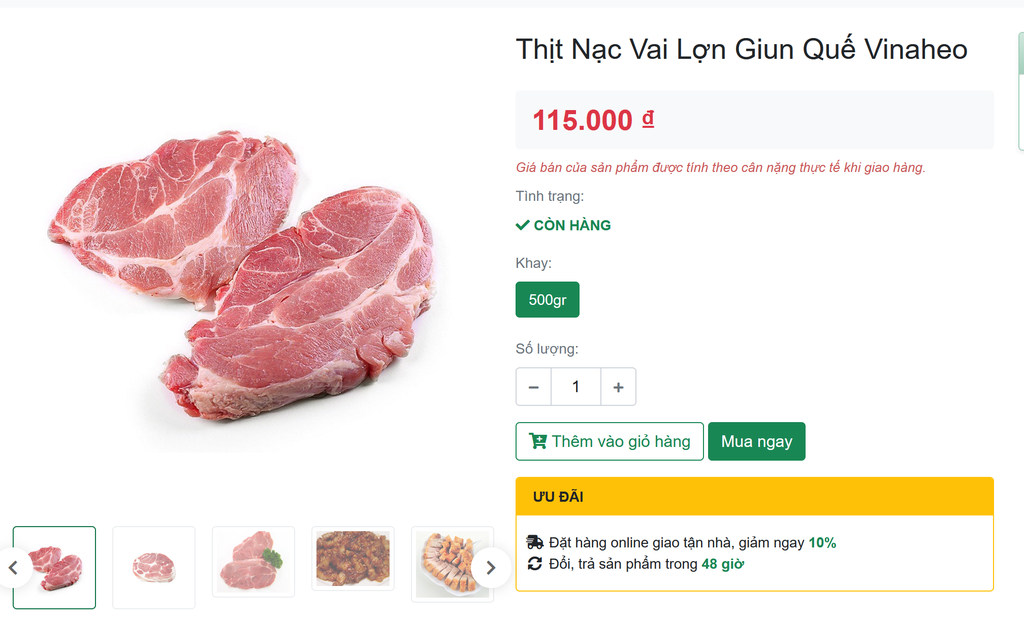 Thịt Nạc Vai Lợn Giun Quế Vinaheo
115.000 ₫
Giá bán của sản phẩm được tính theo cân nặng thực tế khi giao hàng.
Tình trạng:
CÒN HÀNG
Khay:
500gr
Số lượng:
− 1 +
Thêm vào giỏ hàng
Mua ngay
ƯU ĐÃI
Đặt hàng online giao tận nhà, giảm ngay 10%
Đổi, trả sản phẩm trong 48 giờ